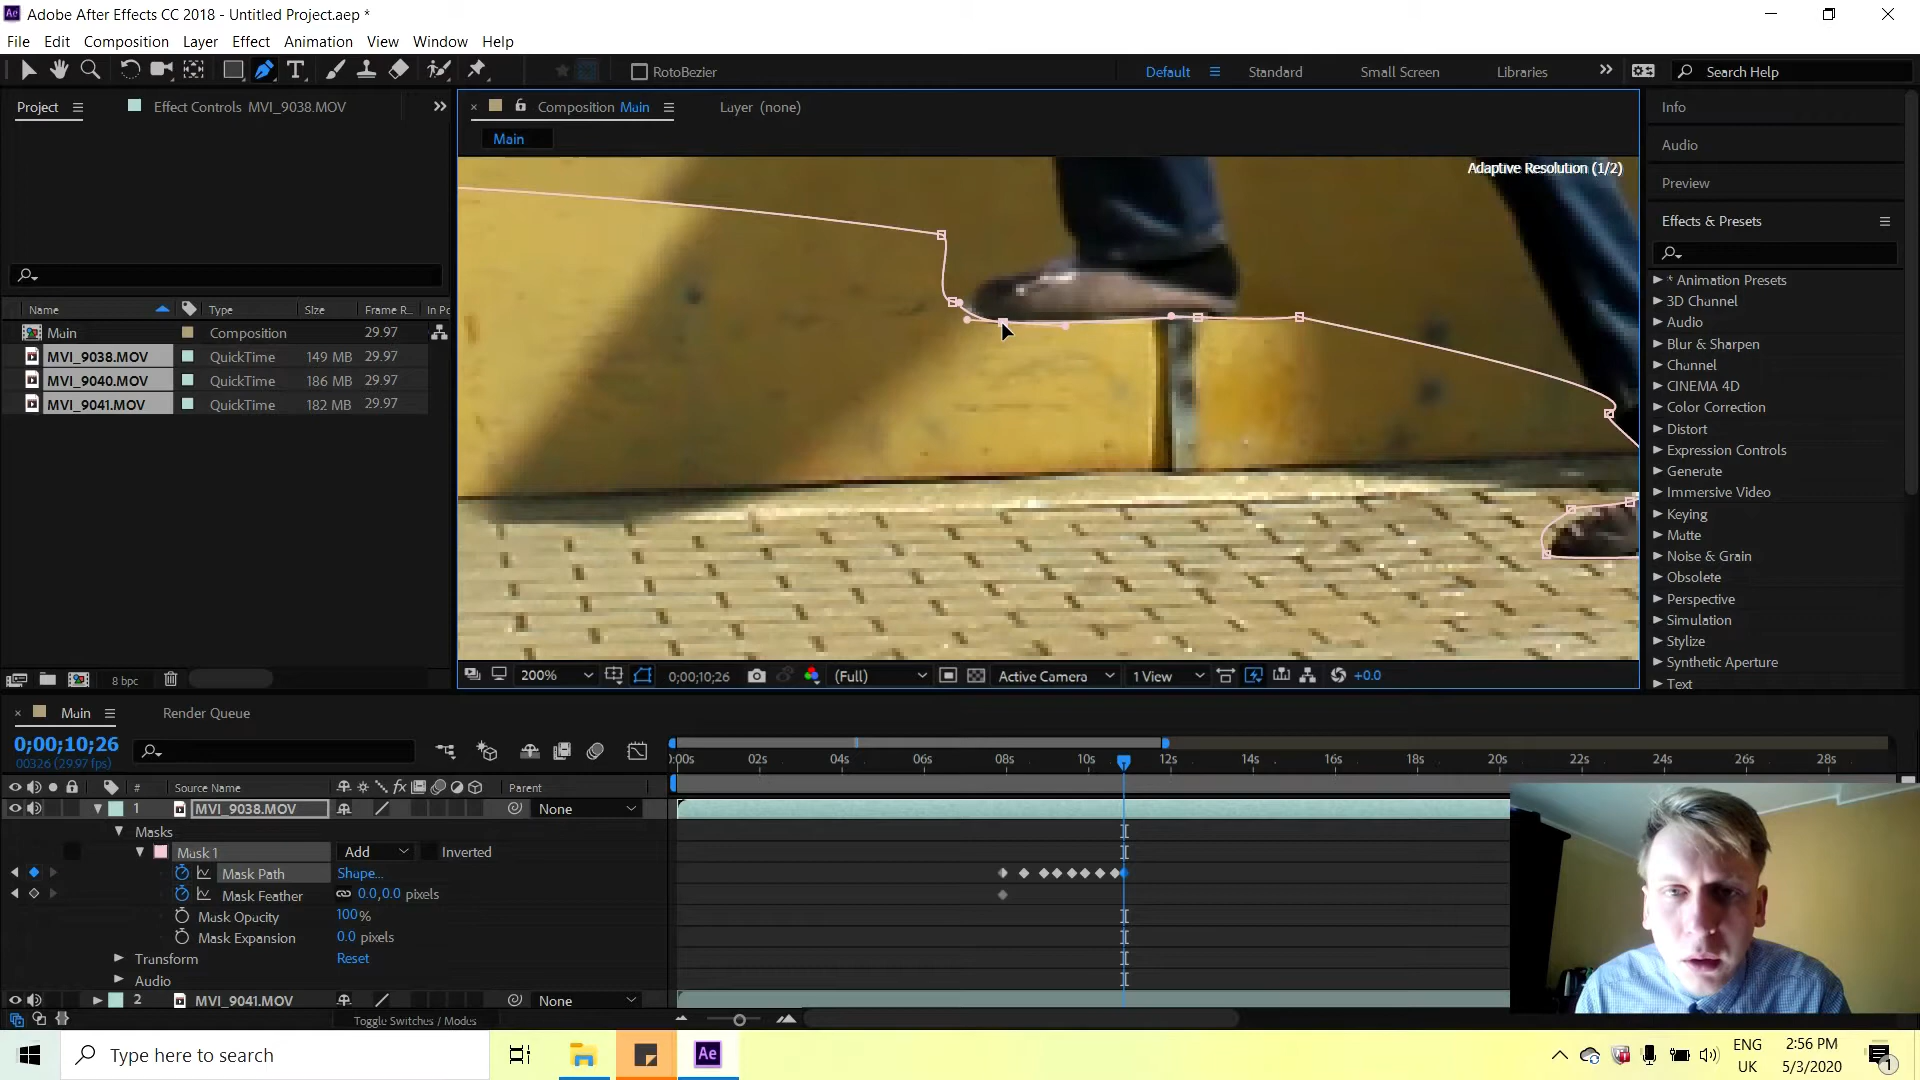 Adobe After Effects CC 2018 - Untitled Project.aep *
File Edit Composition Layer Effect Animation View Window Help
RotoBezier
Default Standard Small Screen Libraries Search Help
Project Effect Controls MVI_9038.MOV
Composition Main Layer (none)
Main
Adaptive Resolution (1/2)
Info
Audio
Preview
Effects & Presets
* Animation Presets
3D Channel
Audio
Blur & Sharpen
Channel
CINEMA 4D
Color Correction
Distort
Expression Controls
Generate
Immersive Video
Keying
Matte
Noise & Grain
Obsolete
Perspective
Simulation
Stylize
Synthetic Aperture
Text
Name Type Size Frame R... In Po
Main Composition 29.97
MVI_9038.MOV QuickTime 149 MB 29.97
MVI_9040.MOV QuickTime 186 MB 29.97
MVI_9041.MOV QuickTime 182 MB 29.97
8 bpc
200% 0;00;10;26 (Full) Active Camera 1 View +0.0
Main Render Queue
0;00;10;26
00326 (29.97 fps)
0:00s 02s 04s 06s 08s 10s 12s 14s 16s 18s 20s 22s 24s 26s 28s
# Source Name Parent
1 MVI_9038.MOV None
Masks
Mask 1 Add Inverted
Mask Path Shape...
Mask Feather 0.0,0.0 pixels
Mask Opacity 100%
Mask Expansion 0.0 pixels
Transform Reset
Audio
2 MVI_9041.MOV None
Toggle Switches / Modes
Type here to search
Ae
ENG
UK
2:56 PM
5/3/2020
1